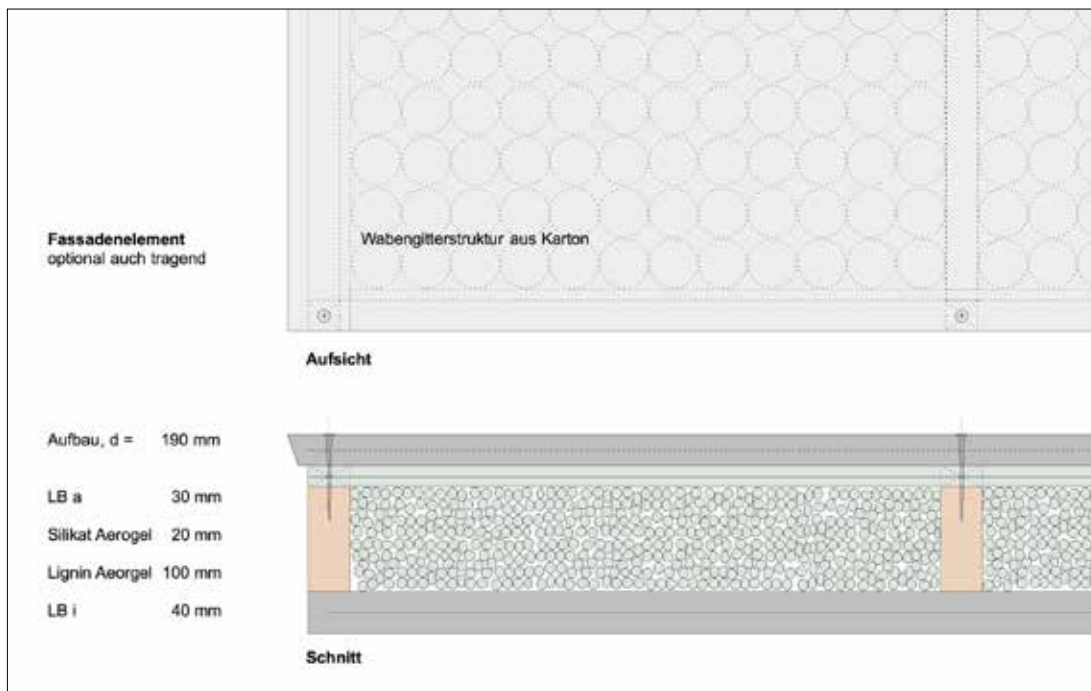 Fassadenelement
optional auch tragend
Wabengitterstruktur aus Karton
Aufsicht
Aufbau, d = 190 mm
LB a 30 mm
Silikat Aerogel 20 mm
Lignin Aeorgel 100 mm
LB i 40 mm
Schnitt